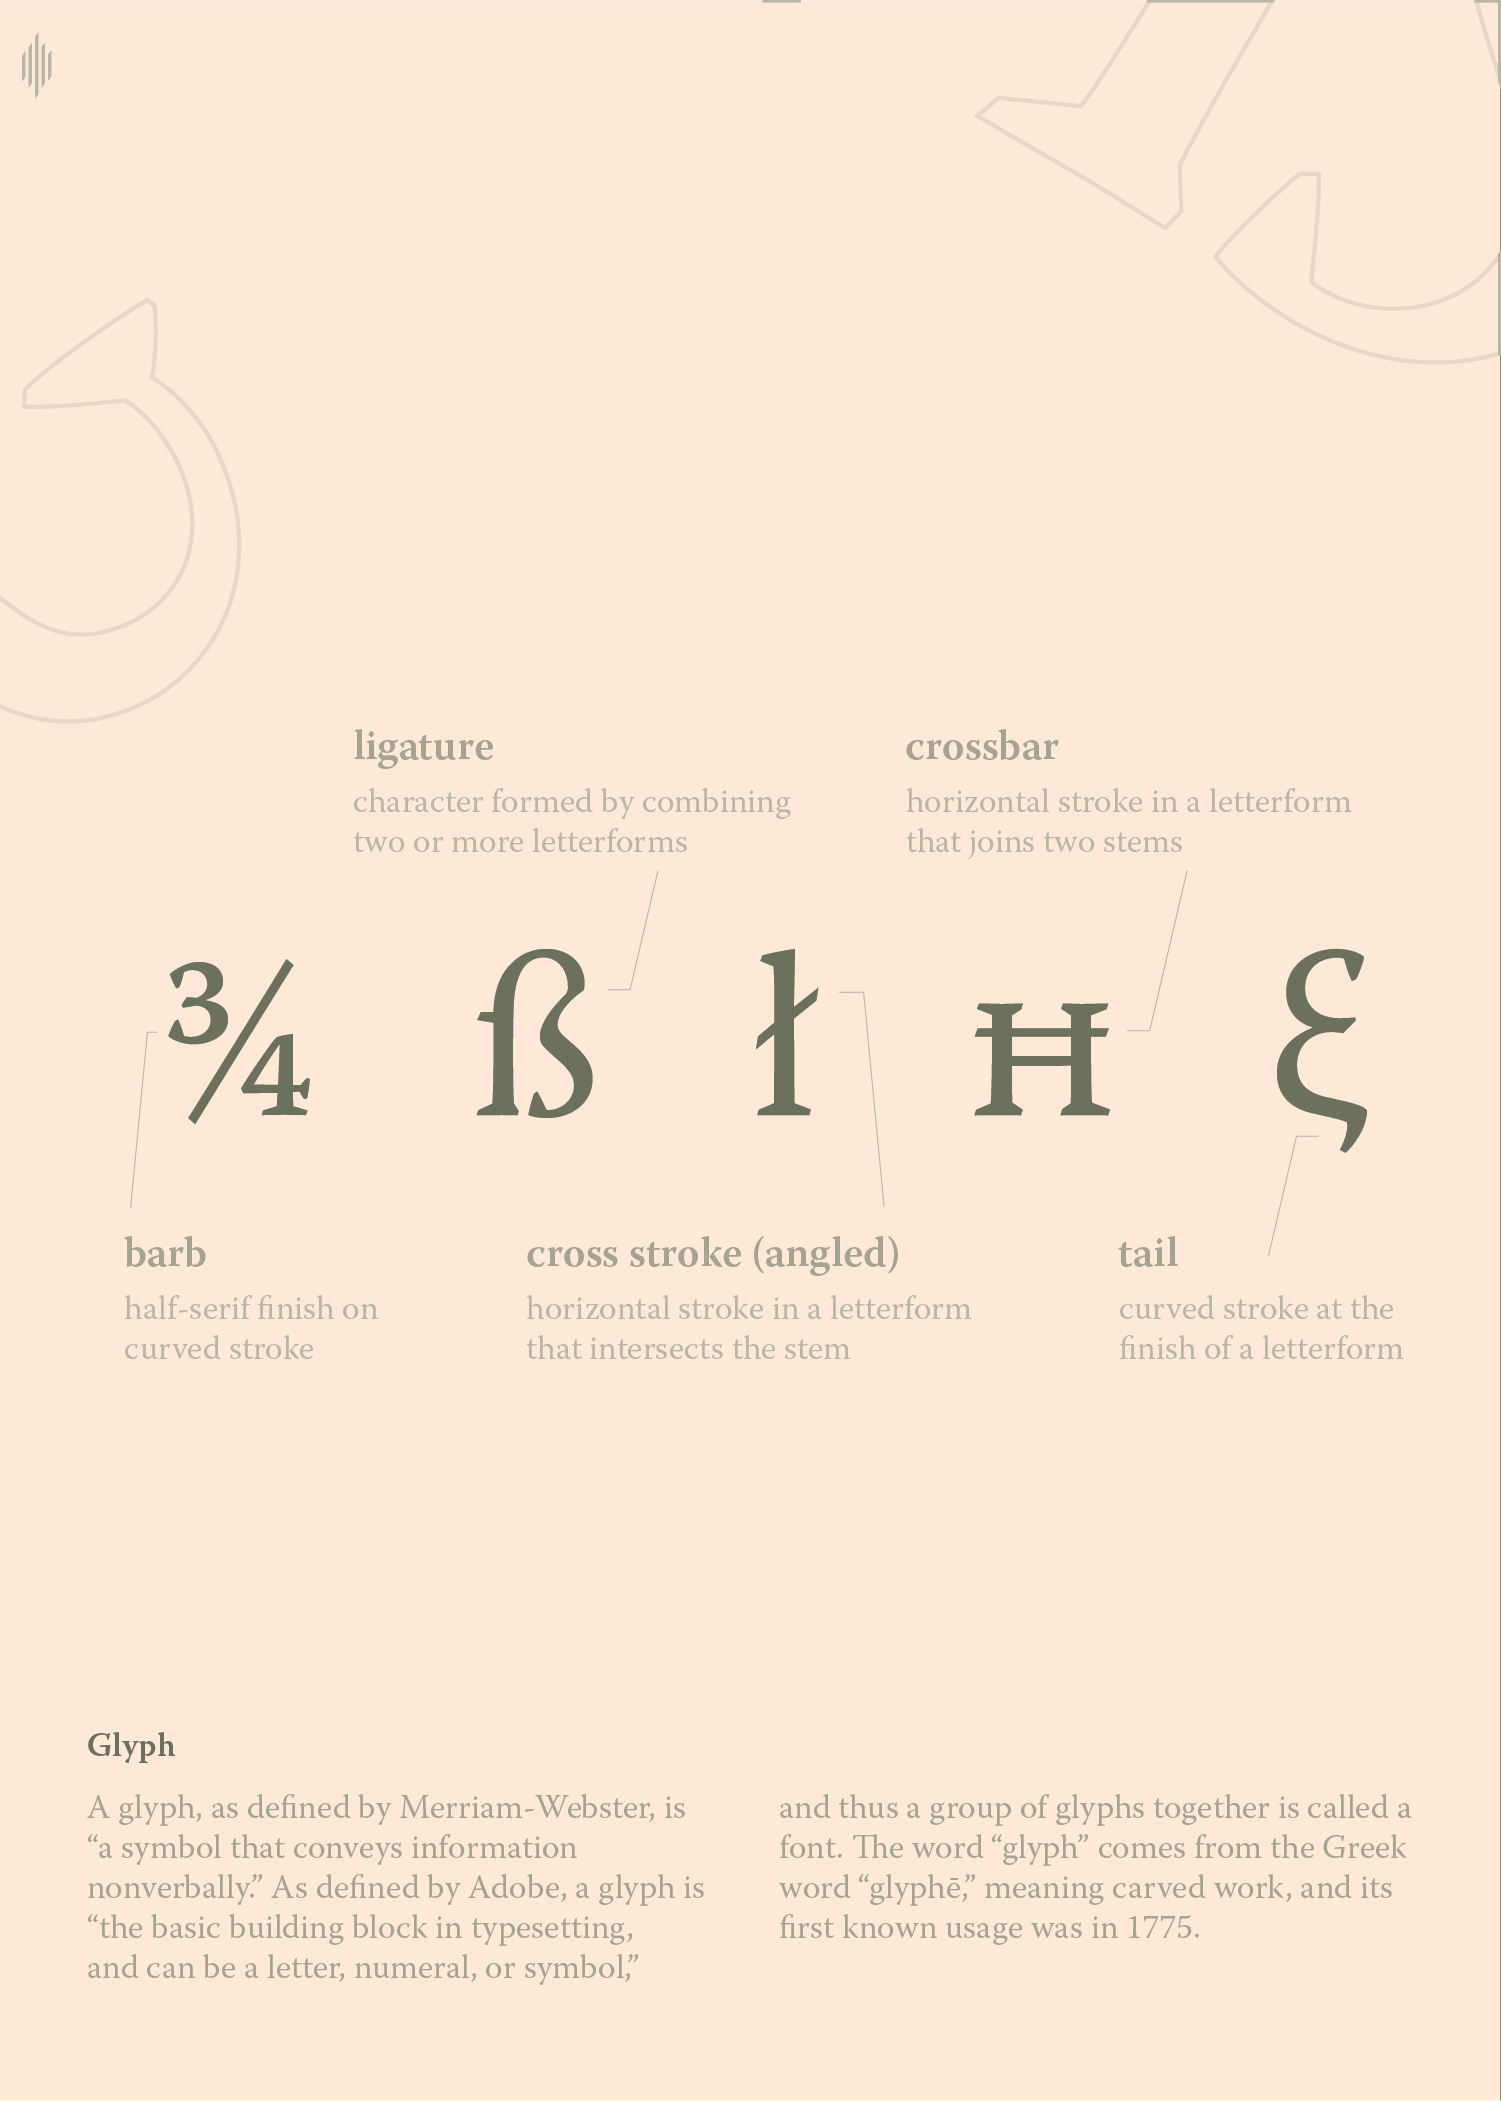 ligature
character formed by combining
two or more letterforms
crossbar
horizontal stroke in a letterform
that joins two stems
¾ ß ł ʜ̵ ξ
barb
half-serif finish on
curved stroke
cross stroke (angled)
horizontal stroke in a letterform
that intersects the stem
tail
curved stroke at the
finish of a letterform
Glyph
A glyph, as defined by Merriam-Webster, is
“a symbol that conveys information
nonverbally.” As defined by Adobe, a glyph is
“the basic building block in typesetting,
and can be a letter, numeral, or symbol,”
and thus a group of glyphs together is called a
font. The word “glyph” comes from the Greek
word “glyphē,” meaning carved work, and its
first known usage was in 1775.